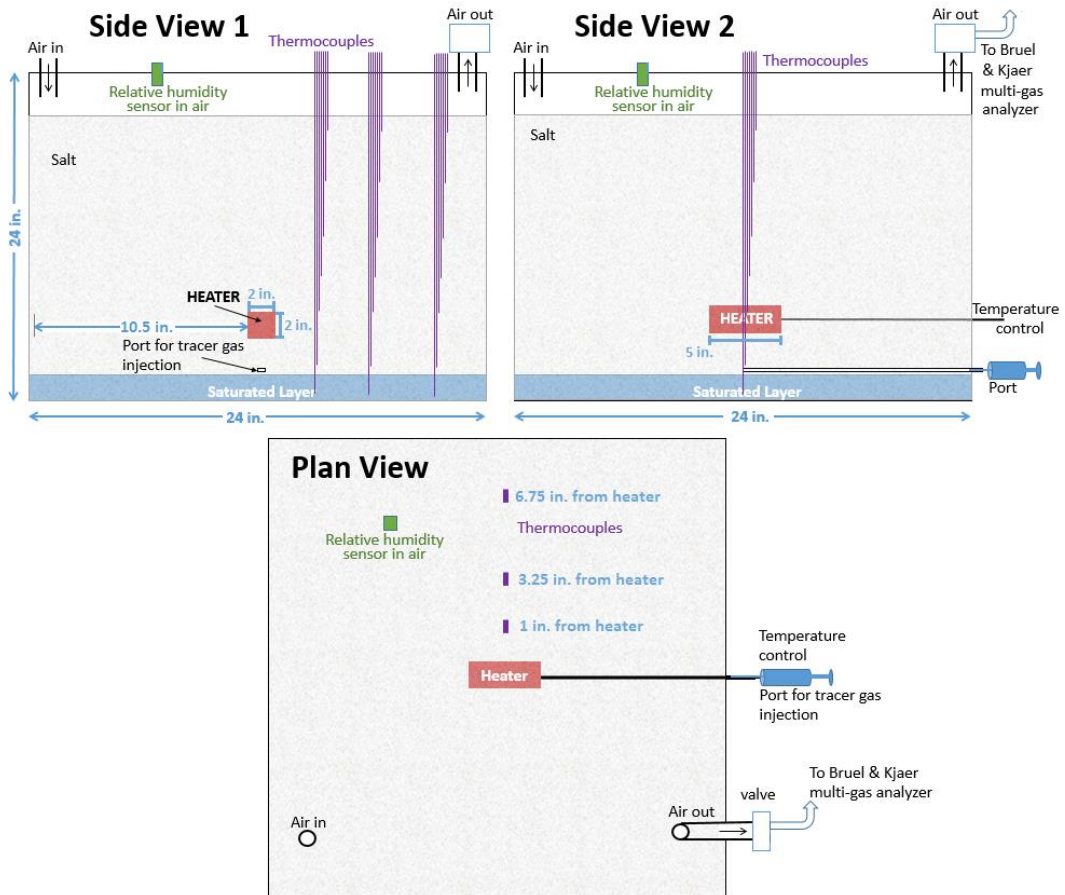 Side View 1
Air in
Thermocouples
Air out
Relative humidity
sensor in air
Salt
24 in.
HEATER
2 in.
2 in.
10.5 in.
Port for tracer gas
injection
Saturated Layer
24 in.
Side View 2
Air in
Thermocouples
Air out
To Bruel
& Kjaer
multi-gas
analyzer
Relative humidity
sensor in air
Salt
HEATER
Temperature
control
5 in.
Port
Saturated Layer
24 in.
Plan View
6.75 in. from heater
Thermocouples
Relative humidity
sensor in air
3.25 in. from heater
1 in. from heater
Heater
Temperature
control
Port for tracer gas
injection
Air in
Air out
valve
To Bruel & Kjaer
multi-gas analyzer